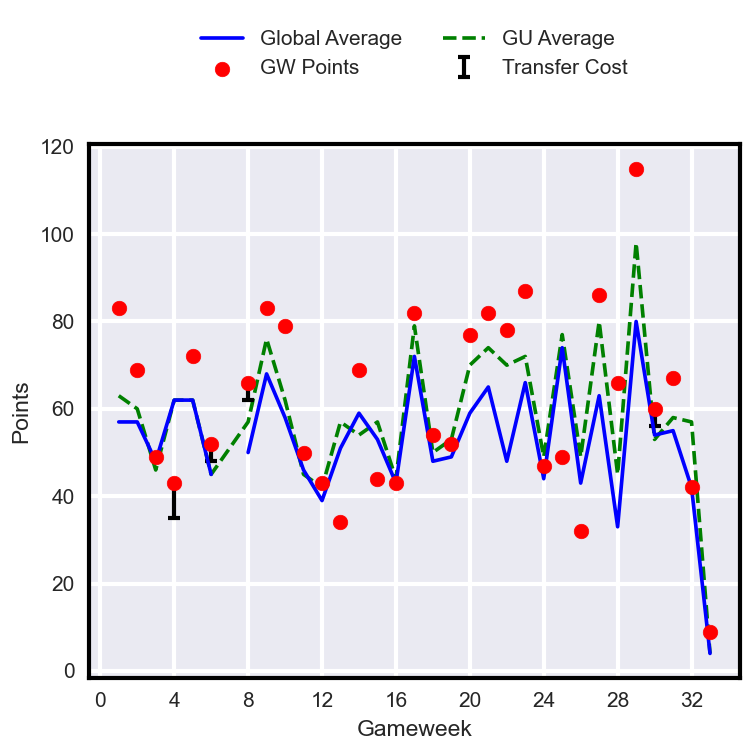 Global Average
GU Average
GW Points
Transfer Cost
120
100
80
60
40
20
0
Points
0 4 8 12 16 20 24 28 32
Gameweek